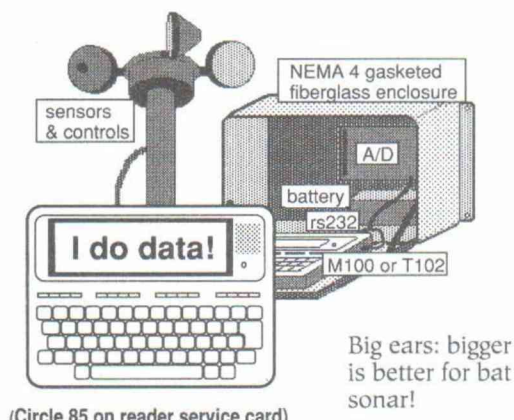 NEMA 4 gasketed
fiberglass enclosure
sensors
& controls
A/D
battery
rs232
I do data!
M100 or T102
Big ears: bigger
is better for bat
sonar!
(Circle 85 on reader service card)